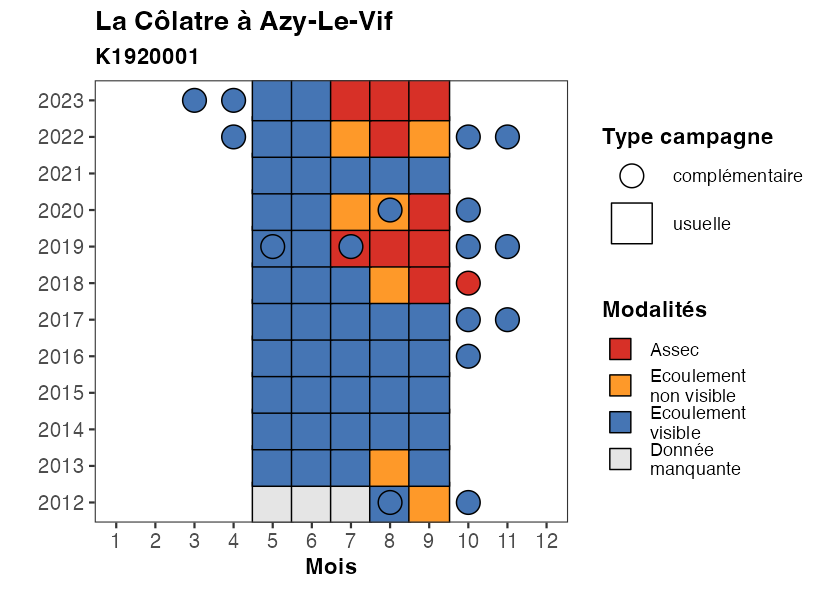 La Côlatre à Azy-Le-Vif
K1920001
2023
2022
2021
2020
2019
2018
2017
2016
2015
2014
2013
2012
1 2 3 4 5 6 7 8 9 10 11 12
Mois
Type campagne
complémentaire
usuelle
Modalités
Assec
Ecoulement
non visible
Ecoulement
visible
Donnée
manquante